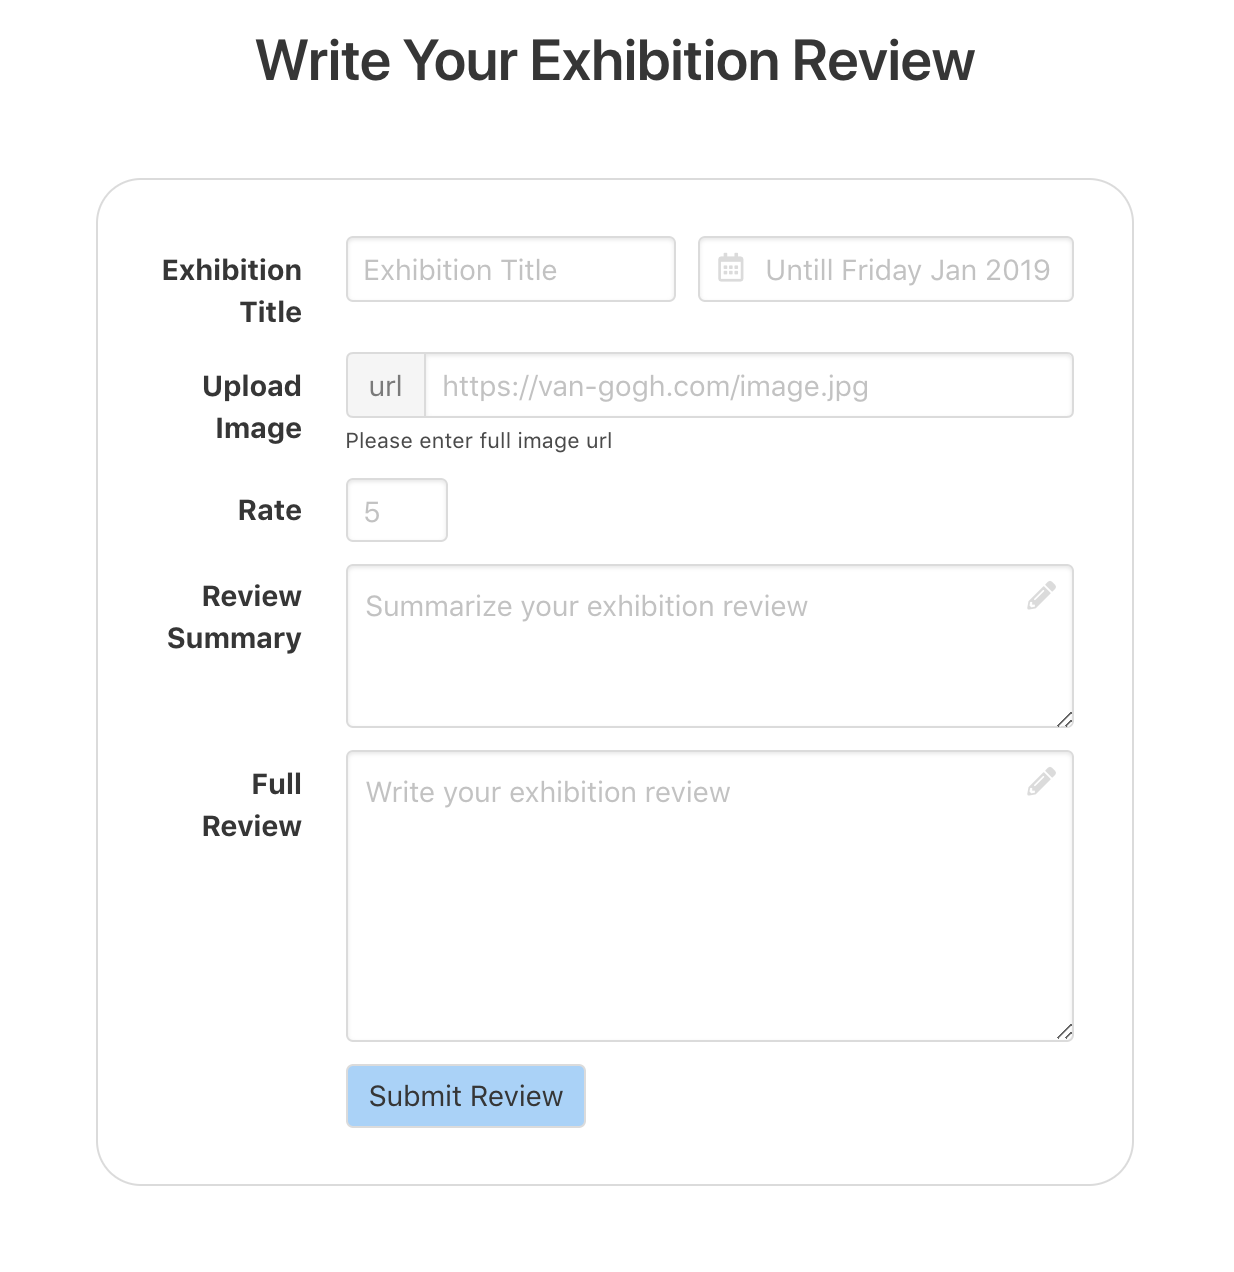 Write Your Exhibition Review
Exhibition Title
Exhibition Title
Untill Friday Jan 2019
Upload Image
url
https://van-gogh.com/image.jpg
Please enter full image url
Rate
5
Review Summary
Summarize your exhibition review
Full Review
Write your exhibition review
Submit Review